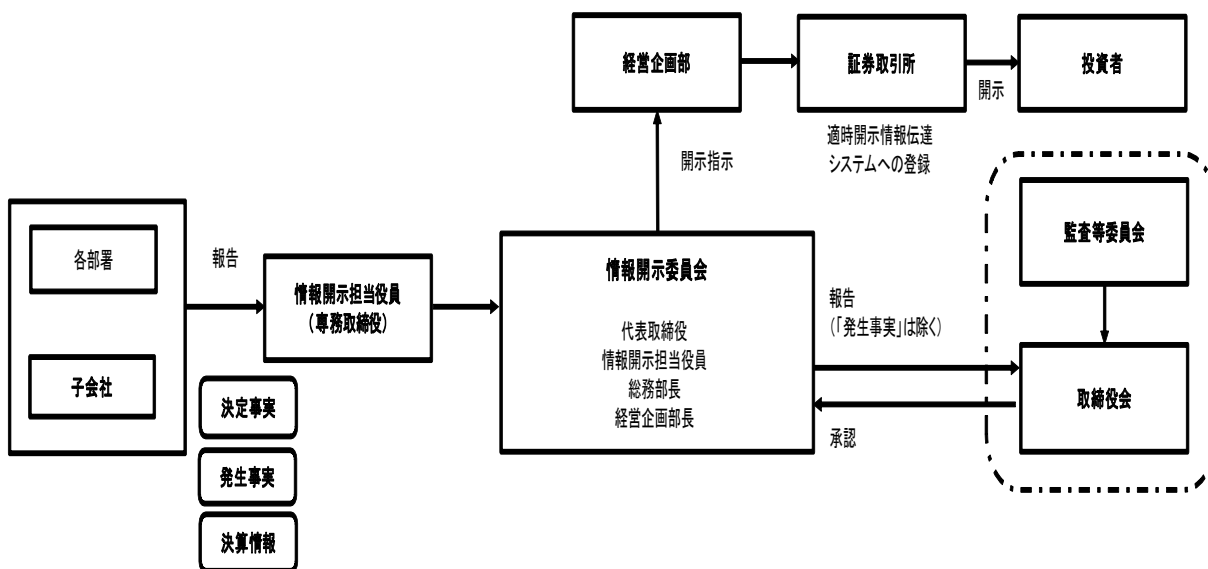 経営企画部
証券取引所
投資者
開示
適時開示情報伝達
システムへの登録
開示指示
各部署
子会社
報告
情報開示担当役員
（専務取締役）
決定事実
発生事実
決算情報
情報開示委員会
代表取締役
情報開示担当役員
総務部長
経営企画部長
報告
（「発生事実」は除く）
承認
監査等委員会
取締役会